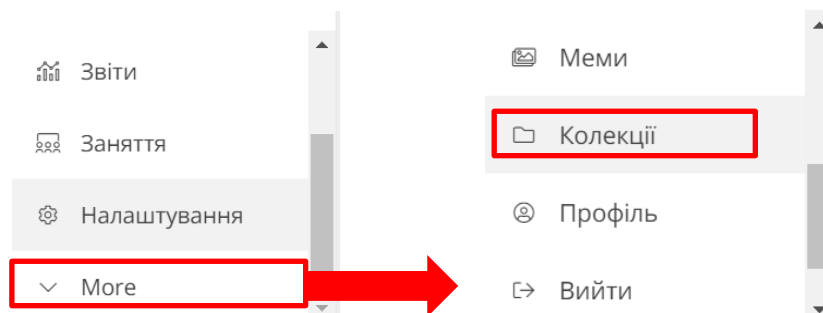 Звіти
Заняття
Налаштування
More
Меми
Колекції
Профіль
Вийти